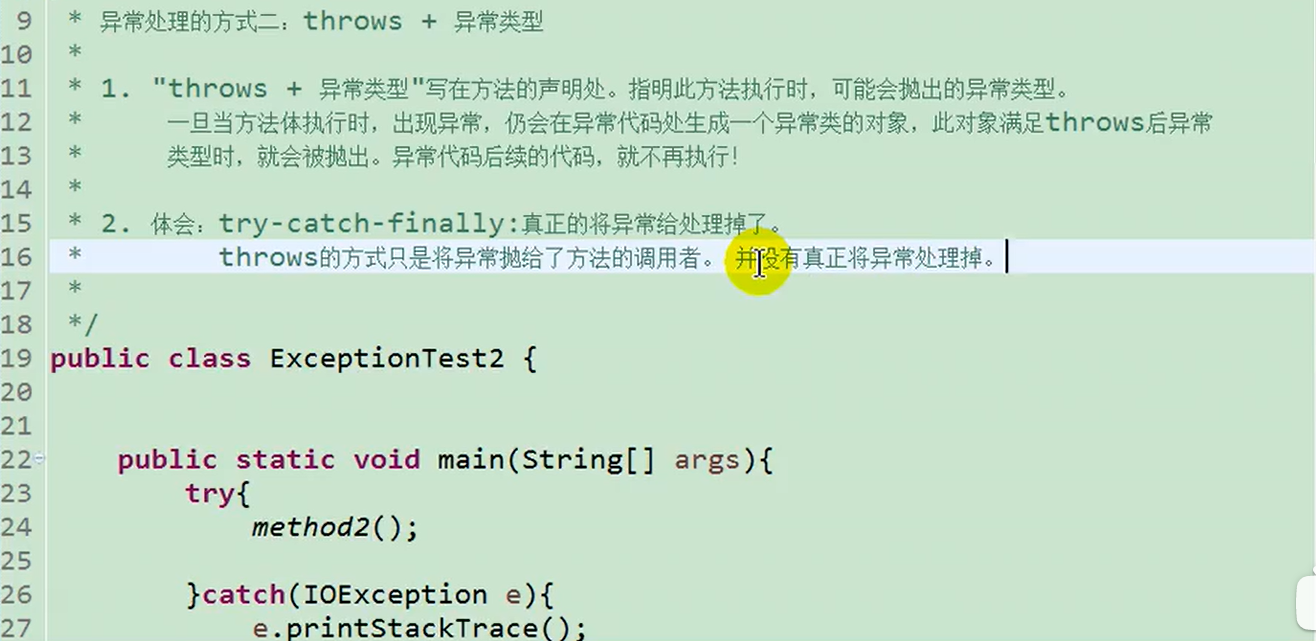 9 * 异常处理的方式二：throws + 异常类型
10 *
11 * 1. "throws + 异常类型"写在方法的声明处。指明此方法执行时，可能会抛出的异常类型。
12 * 一旦当方法体执行时，出现异常，仍会在异常代码处生成一个异常类的对象，此对象满足throws后异常
13 * 类型时，就会被抛出。异常代码后续的代码，就不再执行！
14 *
15 * 2. 体会：try-catch-finally:真正的将异常给处理掉了。
16 * throws的方式只是将异常抛给了方法的调用者。 并没有真正将异常处理掉。
17 *
18 */
19 public class ExceptionTest2 {
20
21
22 public static void main(String[] args){
23 try{
24 method2();
25
26 }catch(IOException e){
27 e.printStackTrace();